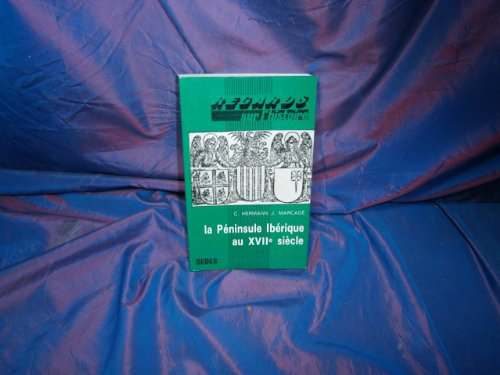 REGARDS
sur l'histoire
C. HERMANN J. MARCADÉ
la Péninsule Ibérique
au XVIIe siècle
SEDES